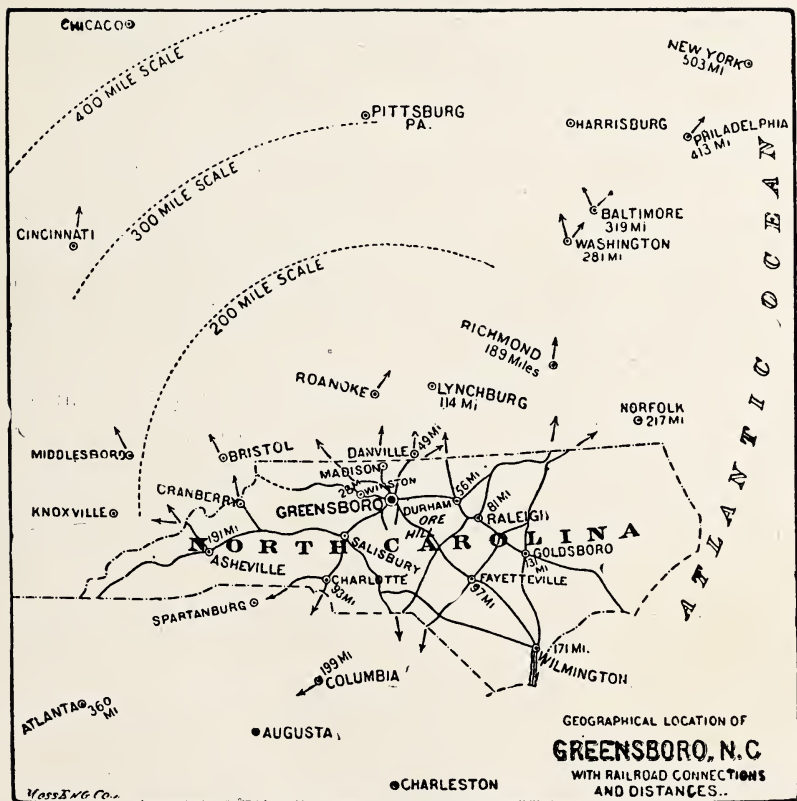 CHICAGO
NEW YORK
503 MI
400 MILE SCALE
PITTSBURG
PA.
HARRISBURG
PHILADELPHIA
413 MI
300 MILE SCALE
BALTIMORE
319 MI
CINCINNATI
WASHINGTON
281 MI
ATLANTIC OCEAN
200 MILE SCALE
RICHMOND
189 Miles
ROANOKE
LYNCHBURG
114 MI
NORFOLK
217 MI
MIDDLESBORO
BRISTOL
DANVILLE
49 MI
MADISON
28 MI
WINSTON
CRANBERRY
GREENSBORO
DURHAM
56 MI
81 MI
KNOXVILLE
ORE
HILL
RALEIGH
NORTH CAROLINA
191 MI
ASHEVILLE
SALISBURY
GOLDSBORO
131
MI
CHARLOTTE
93 MI
FAYETTEVILLE
97 MI
SPARTANBURG
171 MI.
WILMINGTON
199 MI
COLUMBIA
ATLANTA
360
MI
AUGUSTA
GEOGRAPHICAL LOCATION OF
GREENSBORO, N.C
WITH RAILROAD CONNECTIONS
AND DISTANCES..
CHARLESTON
MOSS ENG CO.